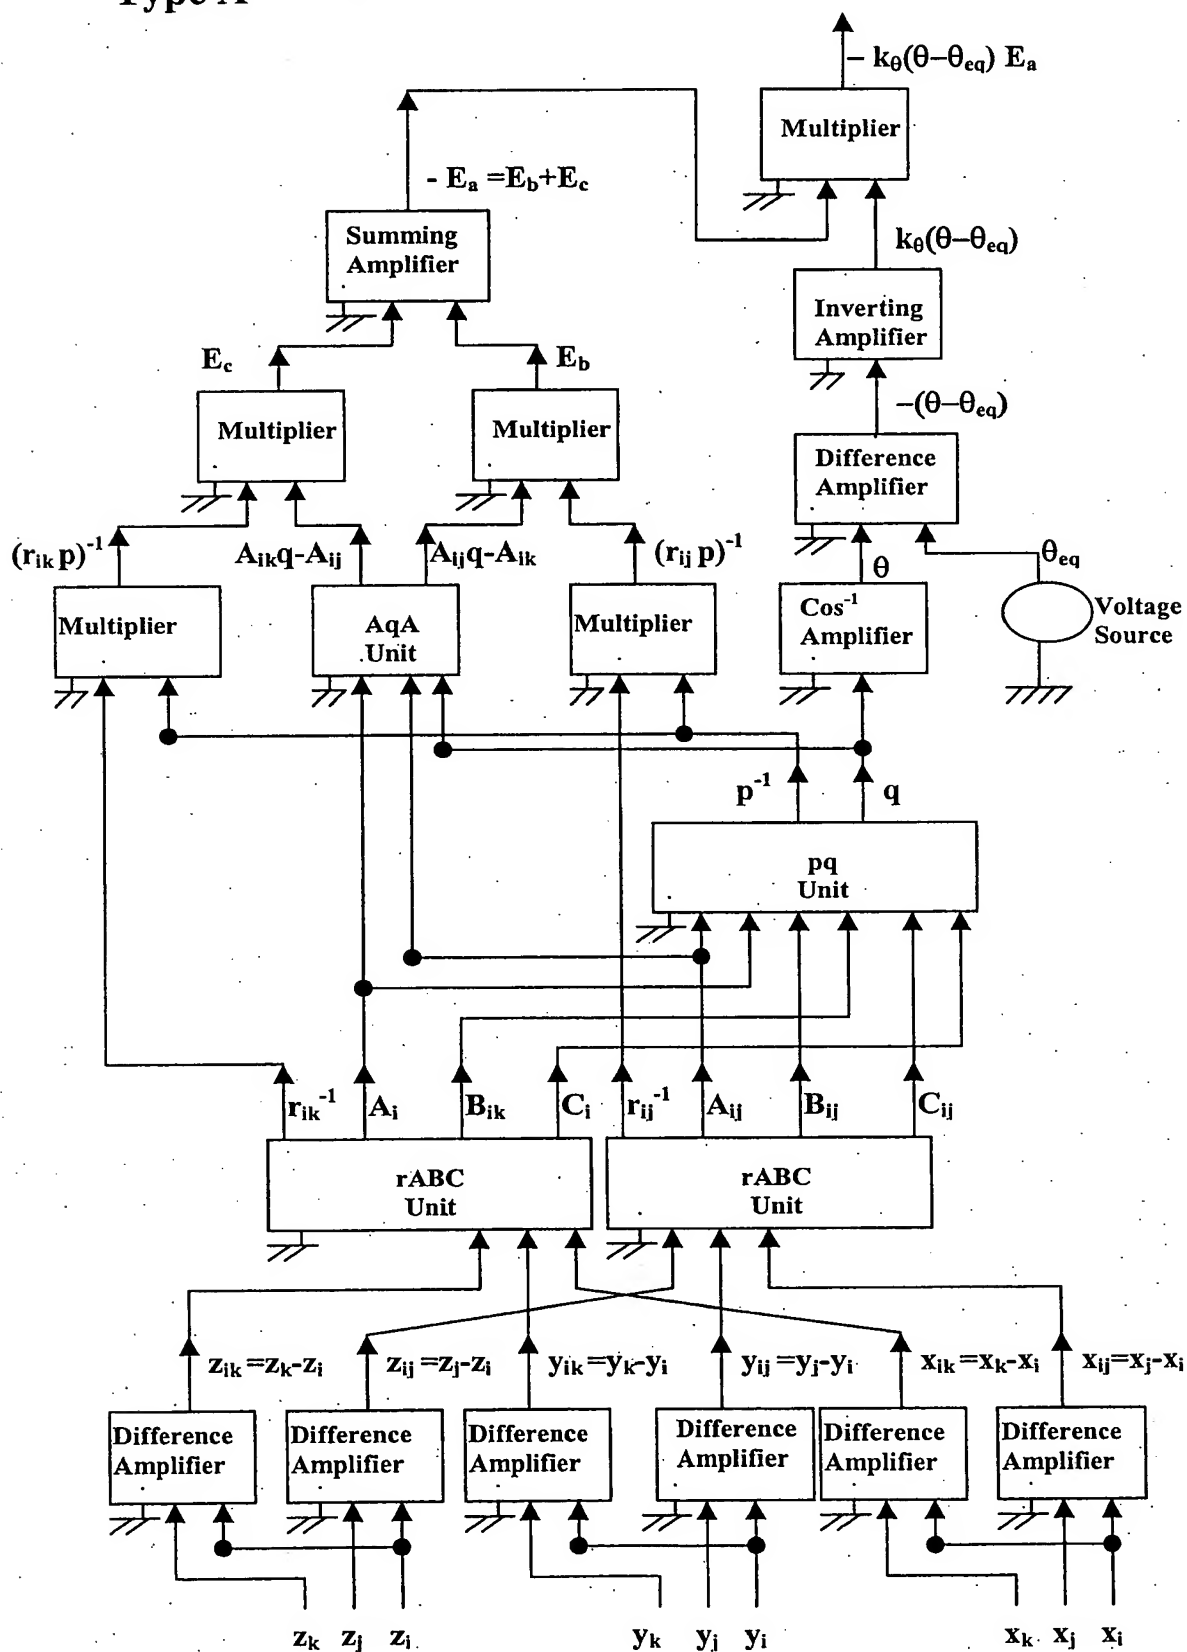 Type A
– kθ(θ–θeq) Ea
Multiplier
- Ea =Eb+Ec
Summing
Amplifier
kθ(θ–θeq)
Inverting
Amplifier
Ec
Eb
–(θ–θeq)
Multiplier
Multiplier
Difference
Amplifier
(rik p)-1
Aikq-Aij
Aijq-Aik
(rij p)-1
θ
θeq
Multiplier
AqA
Unit
Multiplier
Cos-1
Amplifier
Voltage
Source
p-1
q
pq
Unit
rik-1
Ai
Bik
Ci
rij-1
Aij
Bij
Cij
rABC
Unit
rABC
Unit
zik=zk-zi
zij=zj-zi
yik=yk-yi
yij=yj-yi
xik=xk-xi
xij=xj-xi
Difference
Amplifier
Difference
Amplifier
Difference
Amplifier
Difference
Amplifier
Difference
Amplifier
Difference
Amplifier
zk zj zi
yk yj yi
xk xj xi